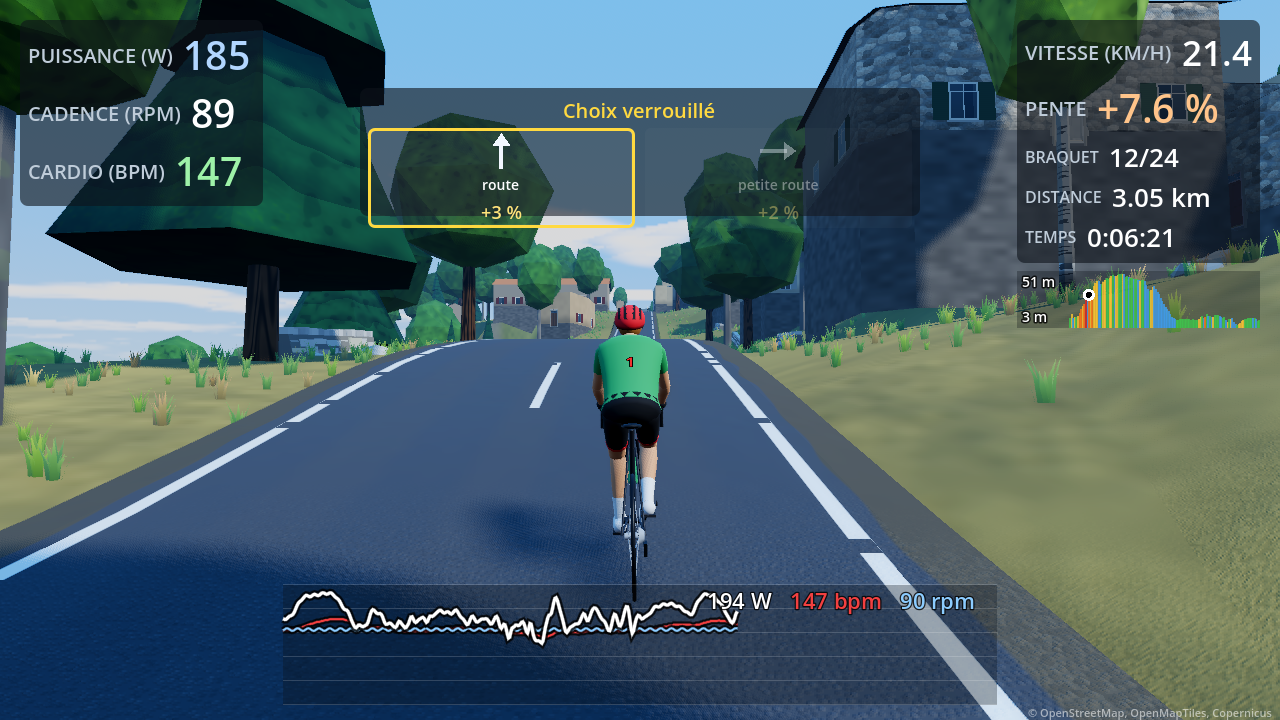 PUISSANCE (W) 185
CADENCE (RPM) 89
CARDIO (BPM) 147
Choix verrouillé
route
+3 %
petite route
+2 %
VITESSE (KM/H) 21.4
PENTE +7.6 %
BRAQUET 12/24
DISTANCE 3.05 km
TEMPS 0:06:21
51 m
3 m
1
194 W 147 bpm 90 rpm
© OpenStreetMap, OpenMapTiles, Copernicus